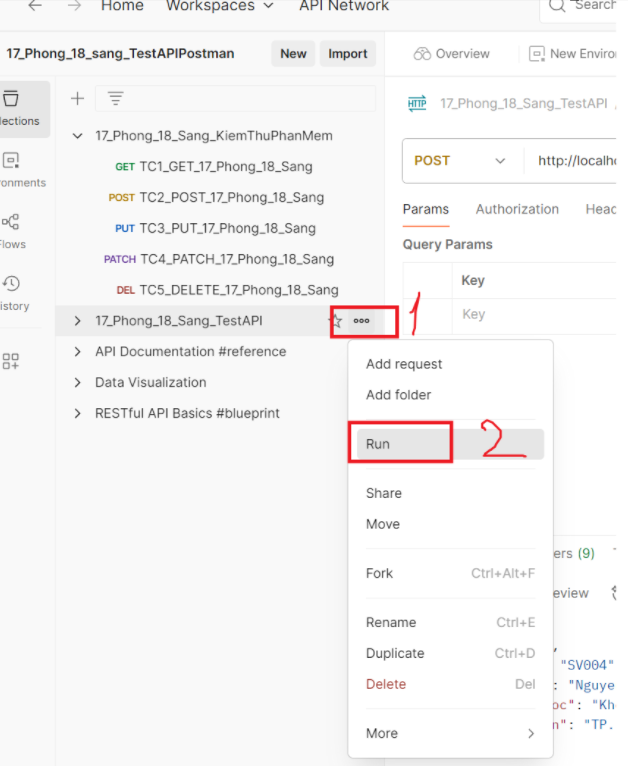 Home Workspaces API Network Search
17_Phong_18_sang_TestAPIPostman New Import Overview New Enviro
lections
17_Phong_18_Sang_TestAPI
17_Phong_18_Sang_KiemThuPhanMem
ronments
GET TC1_GET_17_Phong_18_Sang
POST http://localho
POST TC2_POST_17_Phong_18_Sang
Params Authorization Head
PUT TC3_PUT_17_Phong_18_Sang
Flows
Query Params
PATCH TC4_PATCH_17_Phong_18_Sang
Key
DEL TC5_DELETE_17_Phong_18_Sang
istory
17_Phong_18_Sang_TestAPI 1
Key
API Documentation #reference
Add request
Data Visualization
Add folder
RESTful API Basics #blueprint
Run 2
Share
Move
ers (9)
Fork Ctrl+Alt+F
eview
Rename Ctrl+E
Duplicate Ctrl+D
"SV004"
Delete Del
: "Nguye
oc": "Kho
n": "TP.
More